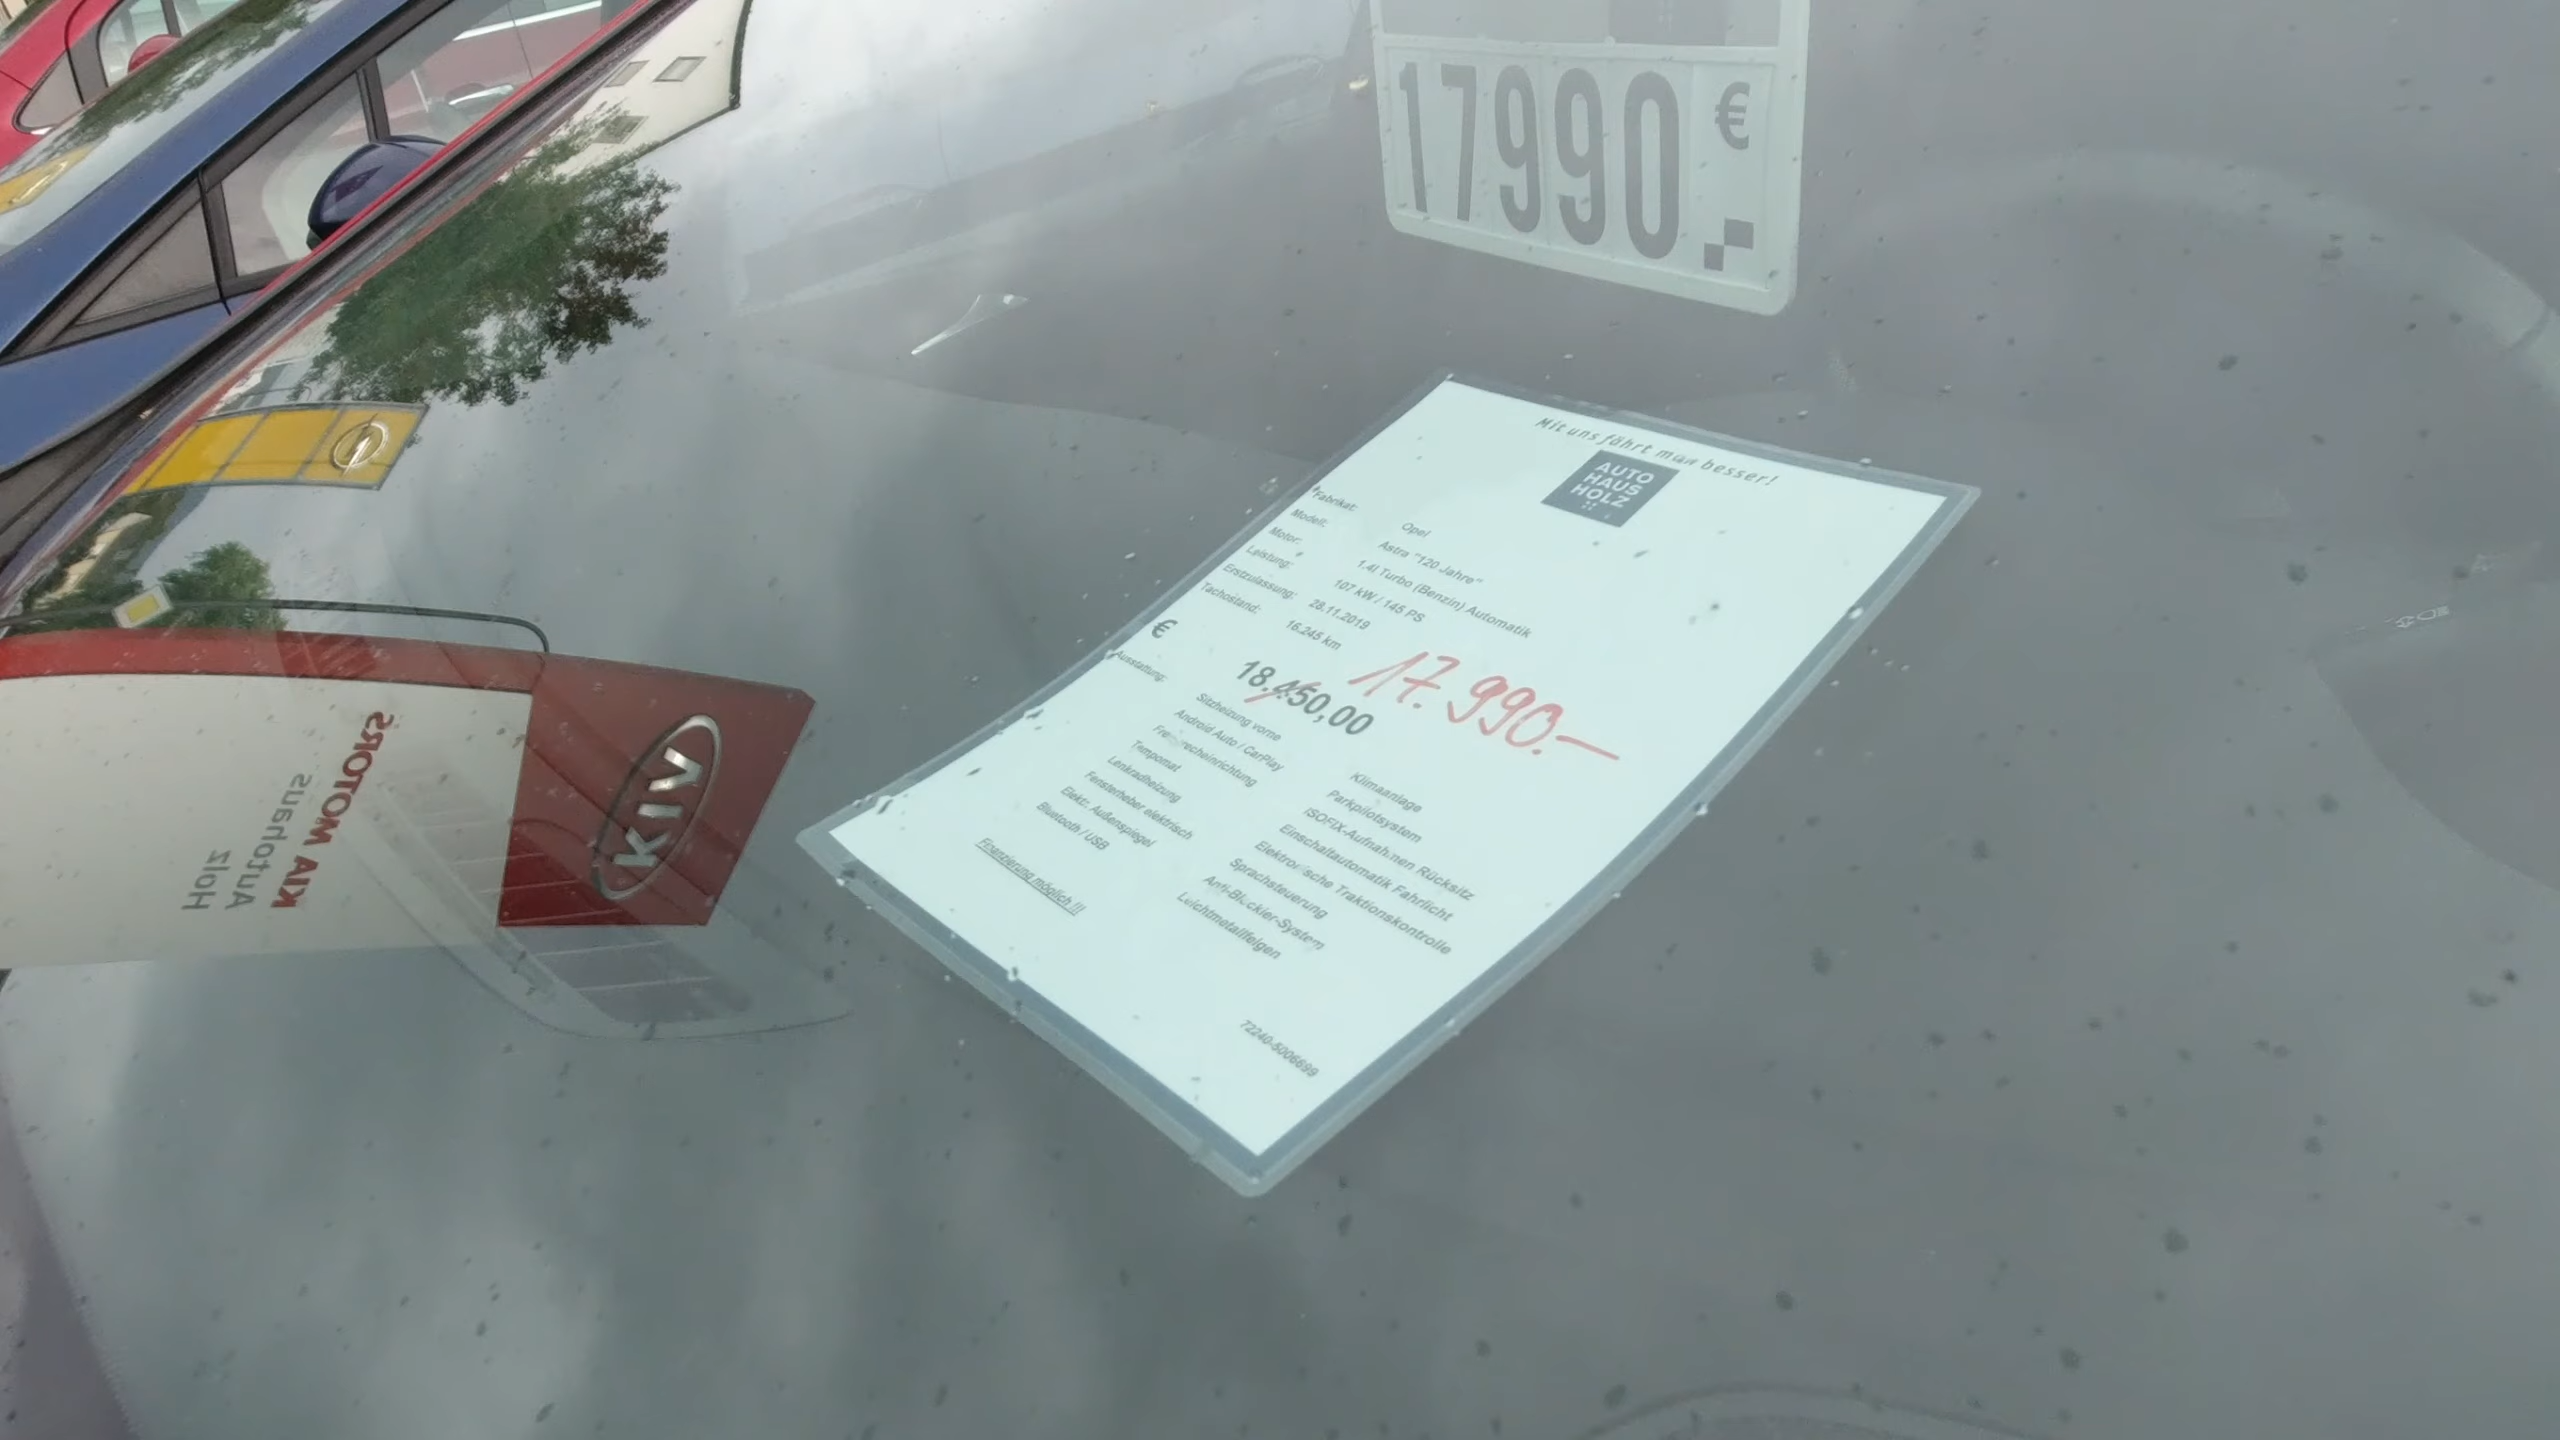 17990 €
Mit uns fährt man besser!
AUTO
HAUS
HOLZ
Fabrikat: Opel
Modell: Astra "120 Jahre"
Motor: 1.4l Turbo (Benzin) Automatik
Leistung: 107 kW / 145 PS
Erstzulassung: 28.11.2019
Tachostand: 16.245 km
€ 18.450,00 17.990.-
Ausstattung:
Sitzheizung vorne Klimaanlage
Android Auto / CarPlay Parkpilotsystem
Freisprecheinrichtung ISOFIX-Aufnahmen Rücksitz
Tempomat Einschaltautomatik Fahrlicht
Lenkradheizung Elektronische Traktionskontrolle
Fensterheber elektrisch Sprachsteuerung
Elekt. Außenspiegel Anti-Blockier-System
Bluetooth / USB Leichtmetallfelgen
Finanzierung möglich !!!
72240-5006699
KIA
KIA MOTORS
Autohaus
Holz